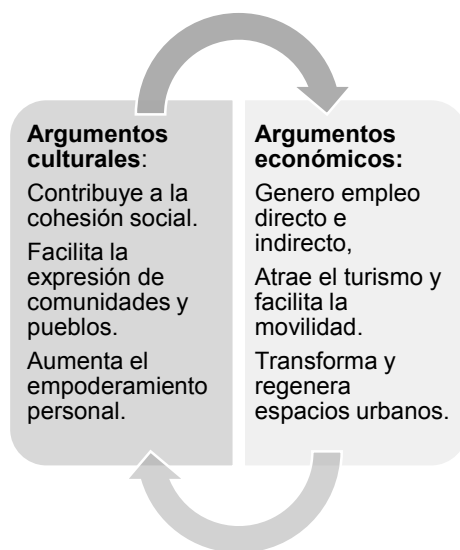 Argumentos
culturales:
Contribuye a la
cohesión social.
Facilita la
expresión de
comunidades y
pueblos.
Aumenta el
empoderamiento
personal.
Argumentos
económicos:
Genero empleo
directo e
indirecto,
Atrae el turismo y
facilita la
movilidad.
Transforma y
regenera
espacios urbanos.